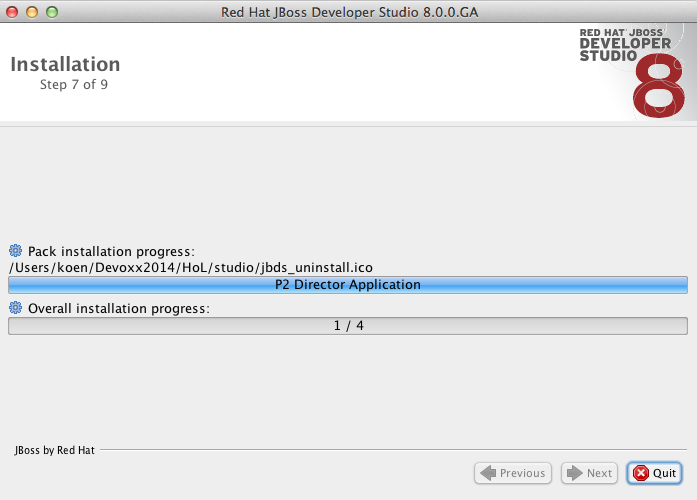 Red Hat JBoss Developer Studio 8.0.0.GA
Installation
Step 7 of 9
RED HAT JBOSS
DEVELOPER
STUDIO
8
Pack installation progress:
/Users/koen/Devoxx2014/HoL/studio/jbds_uninstall.ico
P2 Director Application
Overall installation progress:
1 / 4
JBoss by Red Hat
Previous
Next
Quit